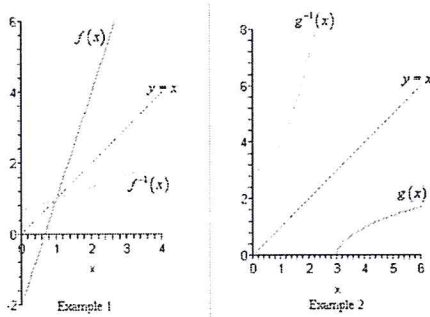 6
f(x)
4
y = x
2
f⁻¹(x)
0
0 1 2 3 4
x
-2
Example 1
8
g⁻¹(x)
y = x
6
4
2
g(x)
0
0 1 2 3 4 5 6
x
Example 2